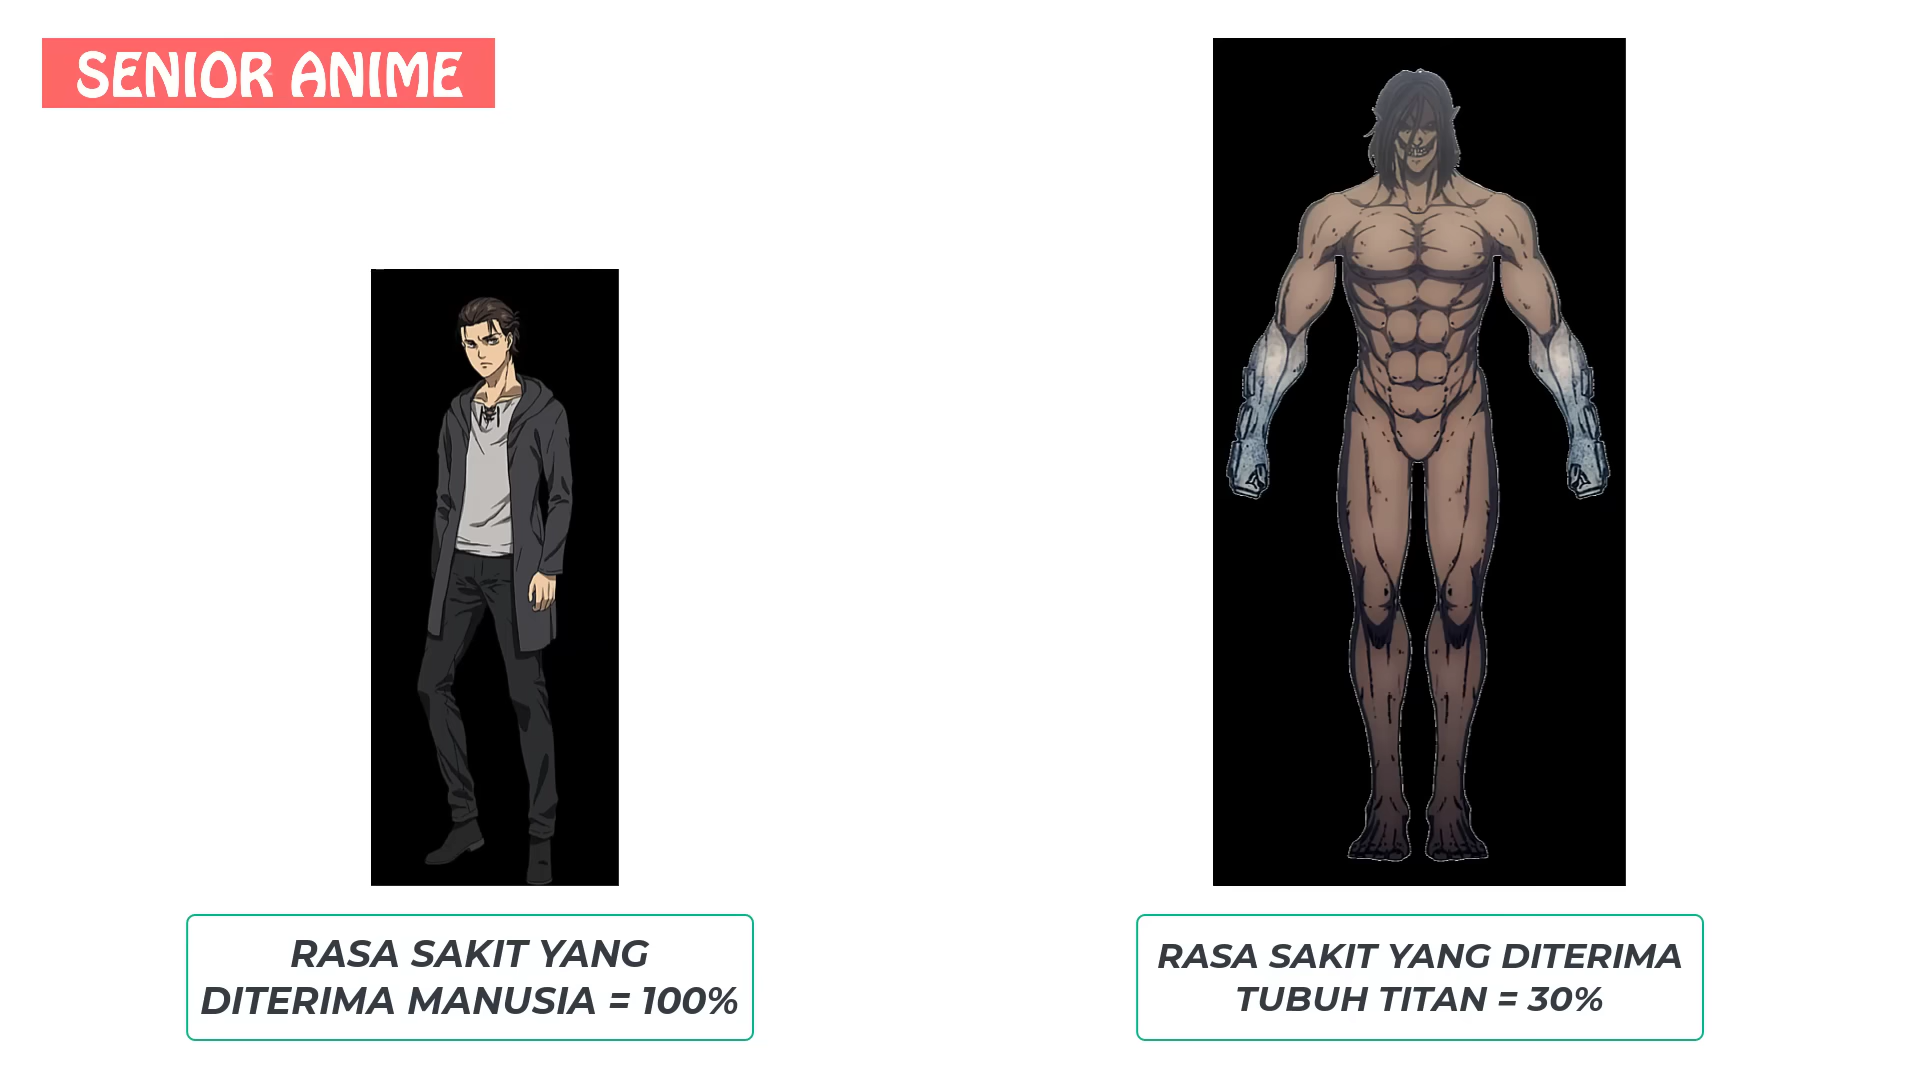 SENIOR ANIME
RASA SAKIT YANG
DITERIMA MANUSIA = 100%
RASA SAKIT YANG DITERIMA
TUBUH TITAN = 30%